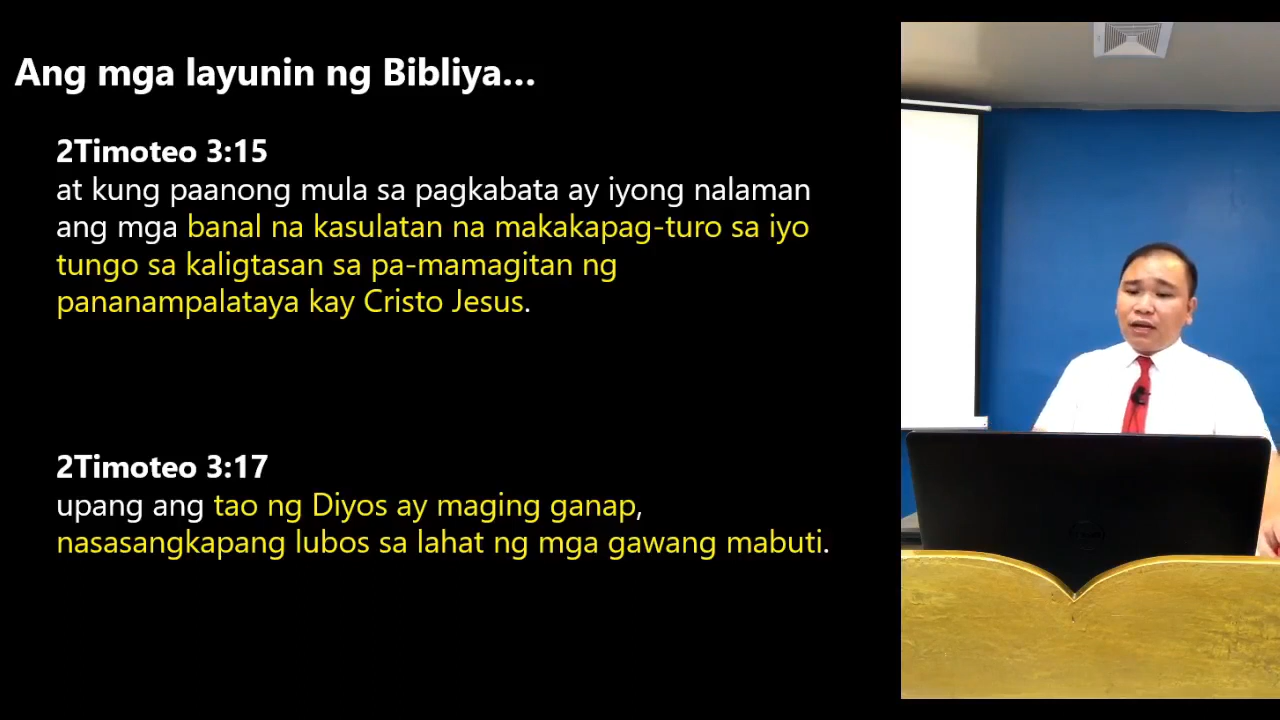 Ang mga layunin ng Bibliya...
2Timoteo 3:15
at kung paanong mula sa pagkabata ay iyong nalaman
ang mga banal na kasulatan na makakapag-turo sa iyo
tungo sa kaligtasan sa pa-mamagitan ng
pananampalataya kay Cristo Jesus.
2Timoteo 3:17
upang ang tao ng Diyos ay maging ganap,
nasasangkapang lubos sa lahat ng mga gawang mabuti.